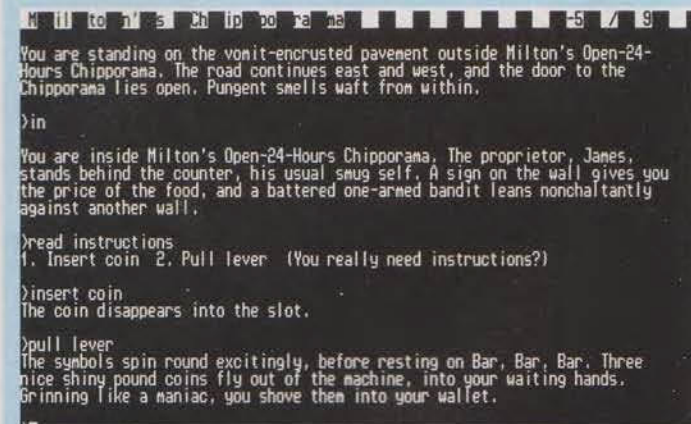 Milton's Chipporama -5 / 9
You are standing on the vomit-encrusted pavement outside Milton's Open-24-
Hours Chipporama. The road continues east and west, and the door to the
Chipporama lies open. Pungent smells waft from within.
>in
You are inside Milton's Open-24-Hours Chipporama. The proprietor, James,
stands behind the counter, his usual smug self. A sign on the wall gives you
the price of the food, and a battered one-armed bandit leans nonchaltantly
against another wall.
>read instructions
1. Insert coin 2. Pull lever (You really need instructions?)
>insert coin
The coin disappears into the slot.
>pull lever
The symbols spin round excitingly, before resting on Bar, Bar, Bar. Three
nice shiny pound coins fly out of the machine, into your waiting hands.
Grinning like a maniac, you shove them into your wallet.